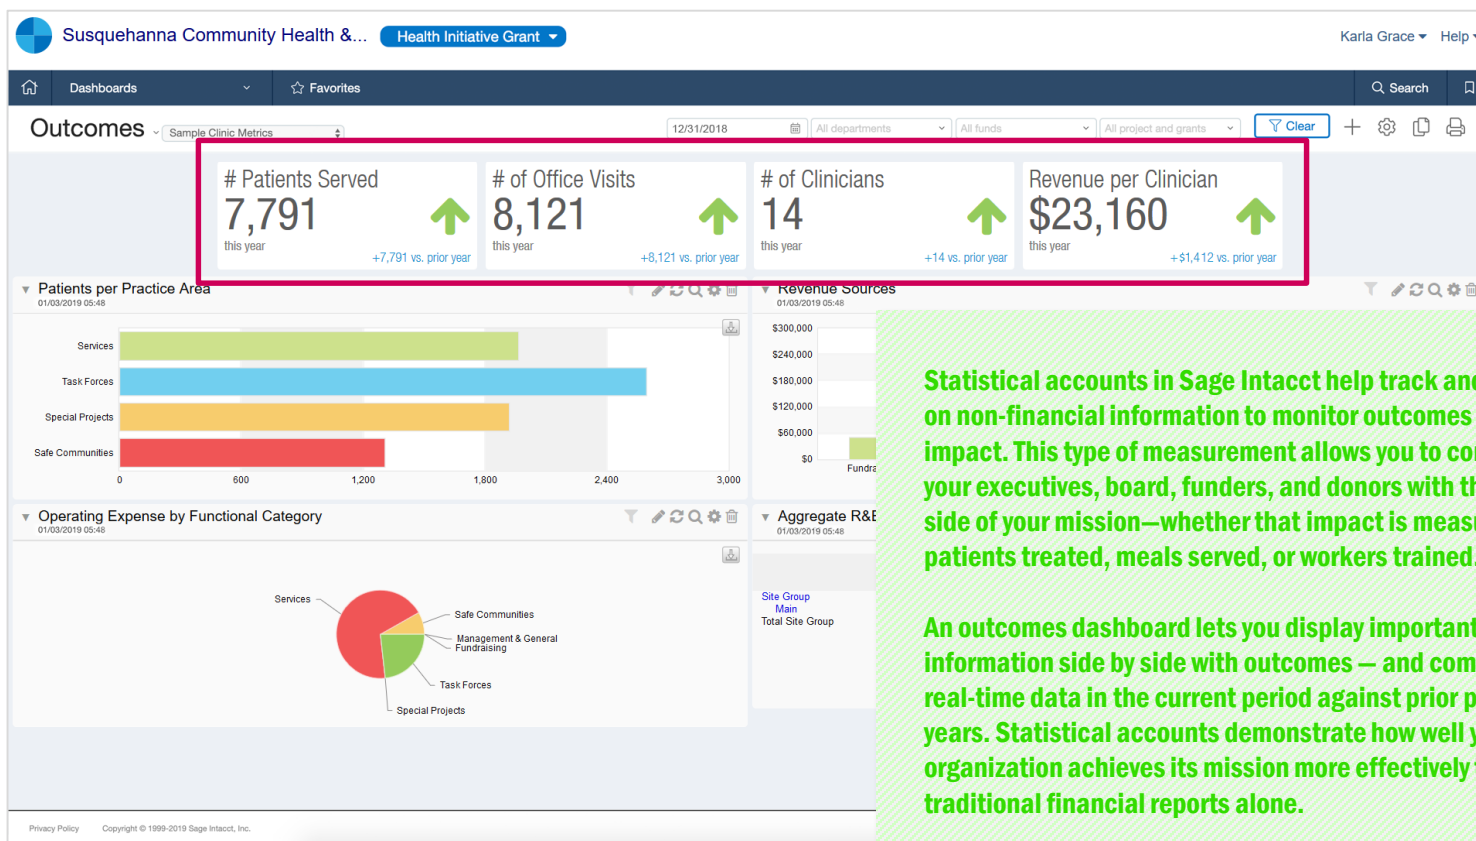 Susquehanna Community Health &...
Health Initiative Grant
Karla Grace
Help
Dashboards
Favorites
Search
Outcomes
Sample Clinic Metrics
12/31/2018
All departments
All funds
All project and grants
Clear
# Patients Served
7,791
this year
+7,791 vs. prior year
# of Office Visits
8,121
this year
+8,121 vs. prior year
# of Clinicians
14
this year
+14 vs. prior year
Revenue per Clinician
$23,160
this year
+$1,412 vs. prior year
Patients per Practice Area
01/03/2019 05:48
Services
Task Forces
Special Projects
Safe Communities
0 600 1,200 1,800 2,400 3,000
Revenue Sources
01/03/2019 05:48
$300,000
$240,000
$180,000
$120,000
$60,000
$0
Fundra
Operating Expense by Functional Category
01/03/2019 05:48
Services
Safe Communities
Management & General
Fundraising
Task Forces
Special Projects
Aggregate R&E
01/03/2019 05:48
Site Group
Main
Total Site Group
Statistical accounts in Sage Intacct help track and
on non-financial information to monitor outcomes
impact. This type of measurement allows you to
your executives, board, funders, and donors with
side of your mission—whether that impact is
patients treated, meals served, or workers trained.
An outcomes dashboard lets you display important
information side by side with outcomes — and
real-time data in the current period against prior
years. Statistical accounts demonstrate how well
organization achieves its mission more effectively
traditional financial reports alone.
Privacy Policy
Copyright © 1999-2019 Sage Intacct, Inc.